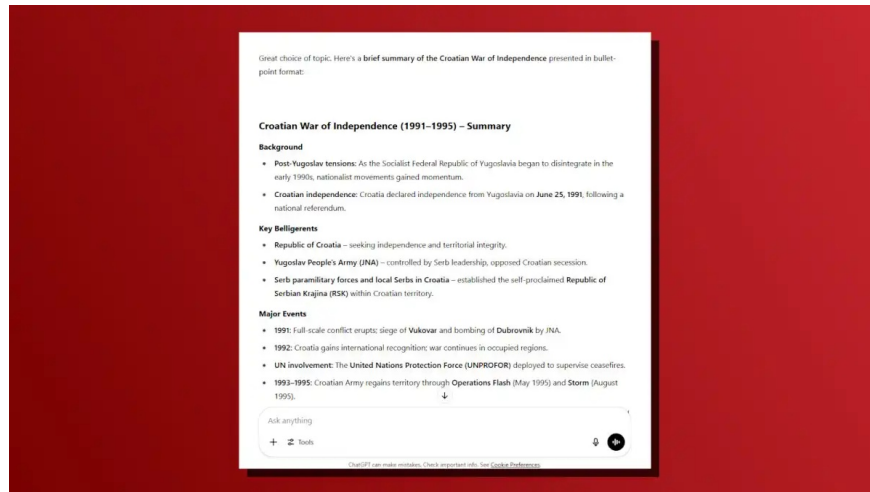 Great choice of topic. Here's a brief summary of the Croatian War of Independence presented in bullet-
point format:
Croatian War of Independence (1991–1995) – Summary
Background
• Post-Yugoslav tensions: As the Socialist Federal Republic of Yugoslavia began to disintegrate in the
early 1990s, nationalist movements gained momentum.
• Croatian independence: Croatia declared independence from Yugoslavia on June 25, 1991, following a
national referendum.
Key Belligerents
• Republic of Croatia – seeking independence and territorial integrity.
• Yugoslav People's Army (JNA) – controlled by Serb leadership, opposed Croatian secession.
• Serb paramilitary forces and local Serbs in Croatia – established the self-proclaimed Republic of
Serbian Krajina (RSK) within Croatian territory.
Major Events
• 1991: Full-scale conflict erupts; siege of Vukovar and bombing of Dubrovnik by JNA.
• 1992: Croatia gains international recognition; war continues in occupied regions.
• UN involvement: The United Nations Protection Force (UNPROFOR) deployed to supervise ceasefires.
• 1993–1995: Croatian Army regains territory through Operations Flash (May 1995) and Storm (August
1995).
Ask anything
Tools
ChatGPT can make mistakes. Check important info. See Cookie Preferences.